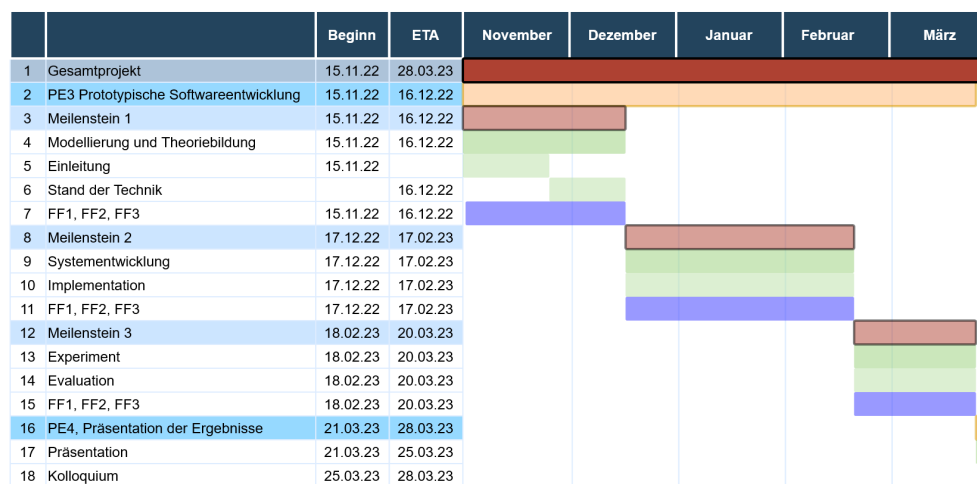 Beginn ETA November Dezember Januar Februar März
1 Gesamtprojekt 15.11.22 28.03.23
2 PE3 Prototypische Softwareentwicklung 15.11.22 16.12.22
3 Meilenstein 1 15.11.22 16.12.22
4 Modellierung und Theoriebildung 15.11.22 16.12.22
5 Einleitung 15.11.22
6 Stand der Technik 16.12.22
7 FF1, FF2, FF3 15.11.22 16.12.22
8 Meilenstein 2 17.12.22 17.02.23
9 Systementwicklung 17.12.22 17.02.23
10 Implementation 17.12.22 17.02.23
11 FF1, FF2, FF3 17.12.22 17.02.23
12 Meilenstein 3 18.02.23 20.03.23
13 Experiment 18.02.23 20.03.23
14 Evaluation 18.02.23 20.03.23
15 FF1, FF2, FF3 18.02.23 20.03.23
16 PE4, Präsentation der Ergebnisse 21.03.23 28.03.23
17 Präsentation 21.03.23 25.03.23
18 Kolloquium 25.03.23 28.03.23